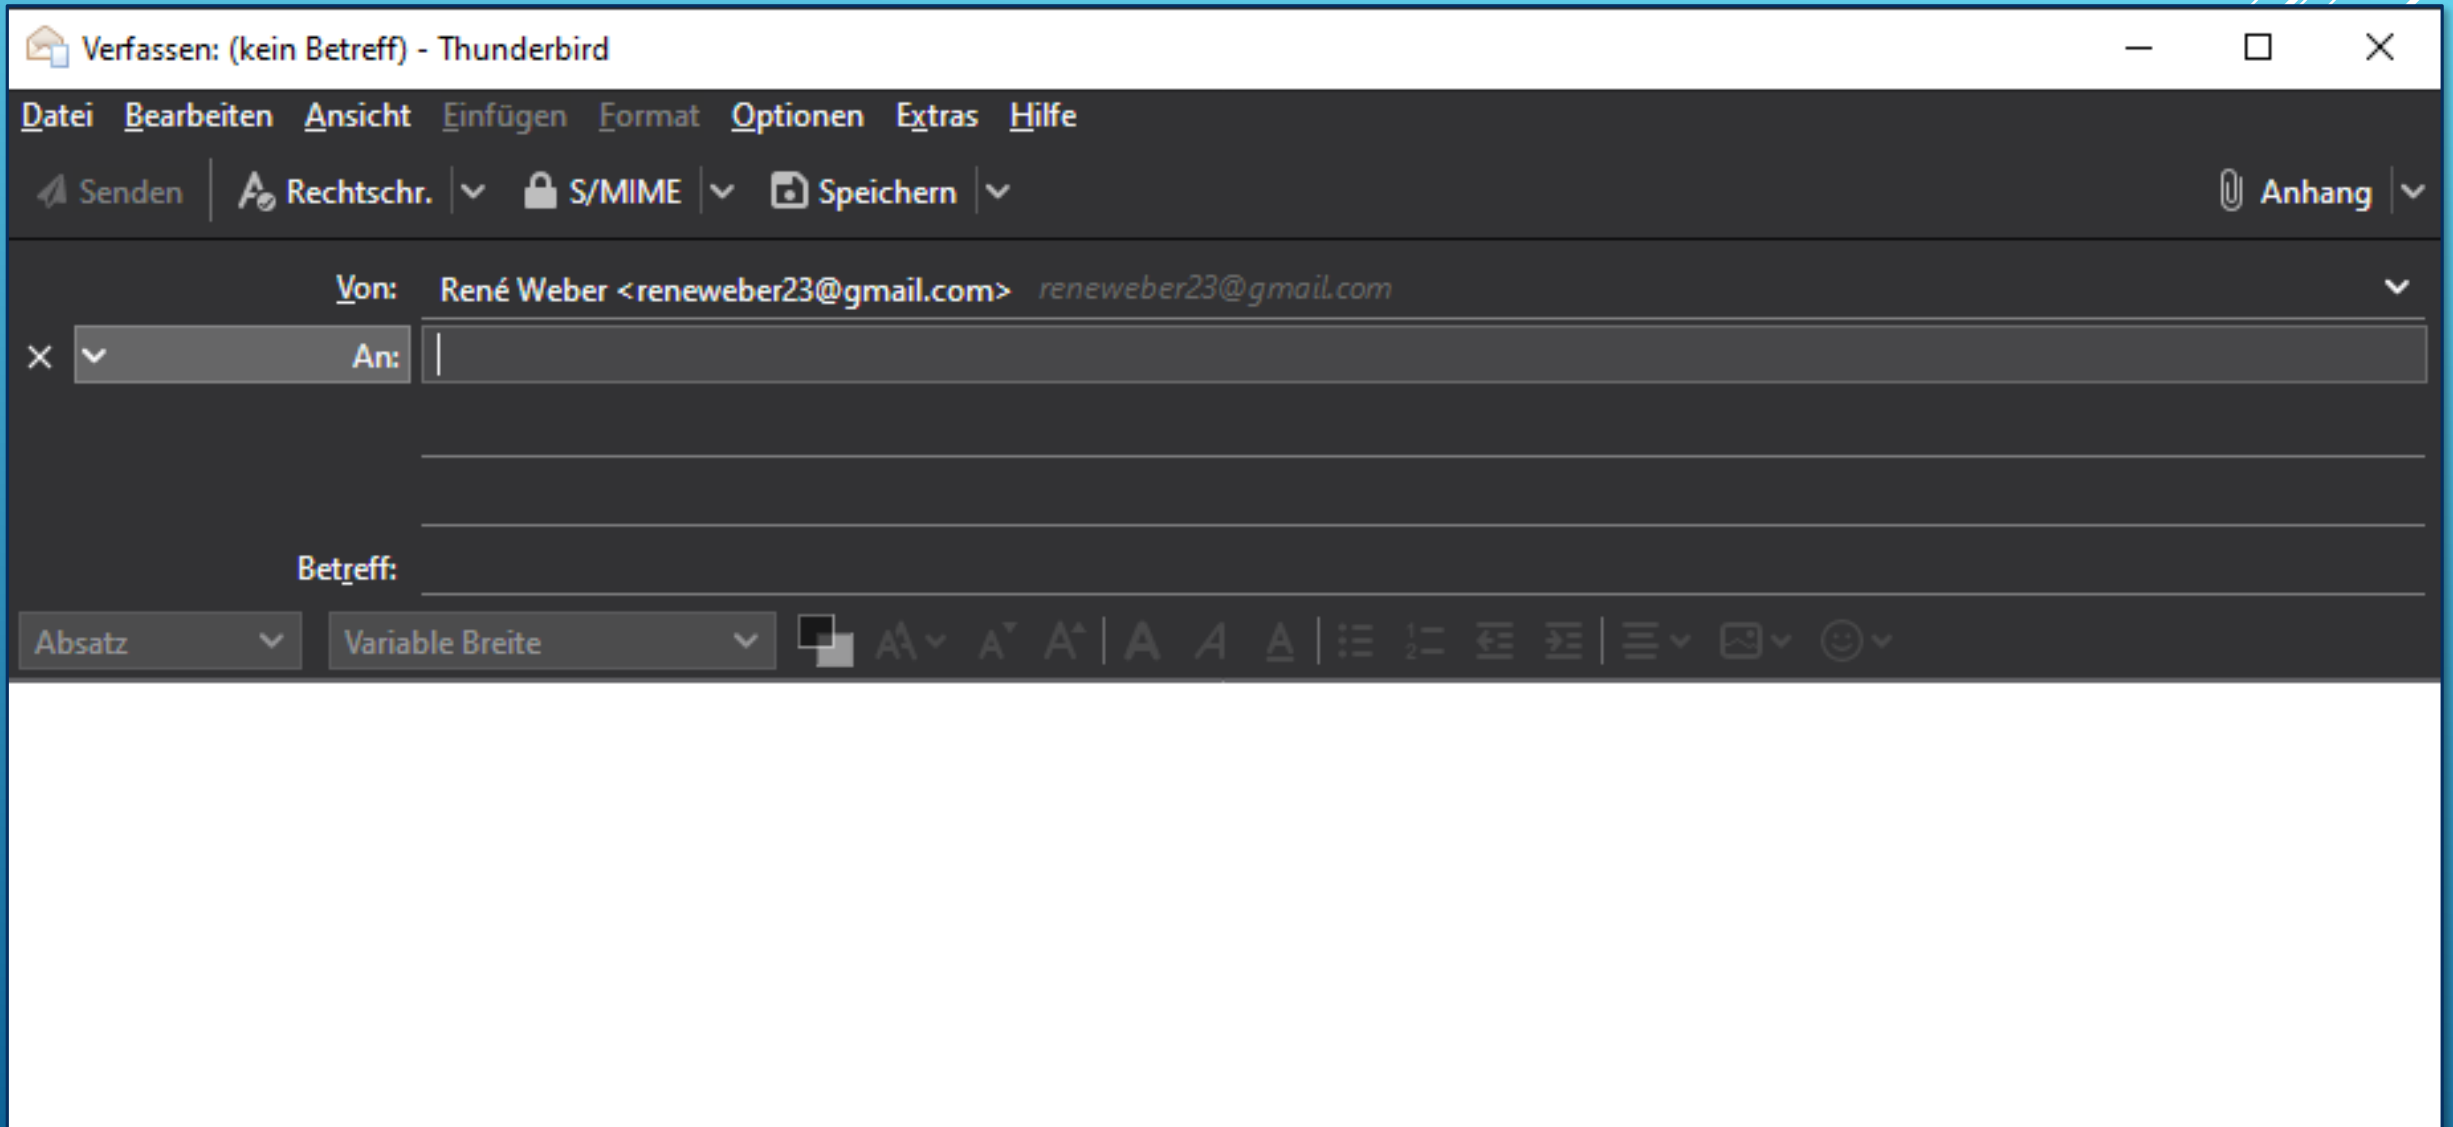 Verfassen: (kein Betreff) - Thunderbird
Datei Bearbeiten Ansicht Einfügen Format Optionen Extras Hilfe
Senden Rechtschr. S/MIME Speichern Anhang
Von: René Weber <reneweber23@gmail.com> reneweber23@gmail.com
An:
Betreff:
Absatz Variable Breite